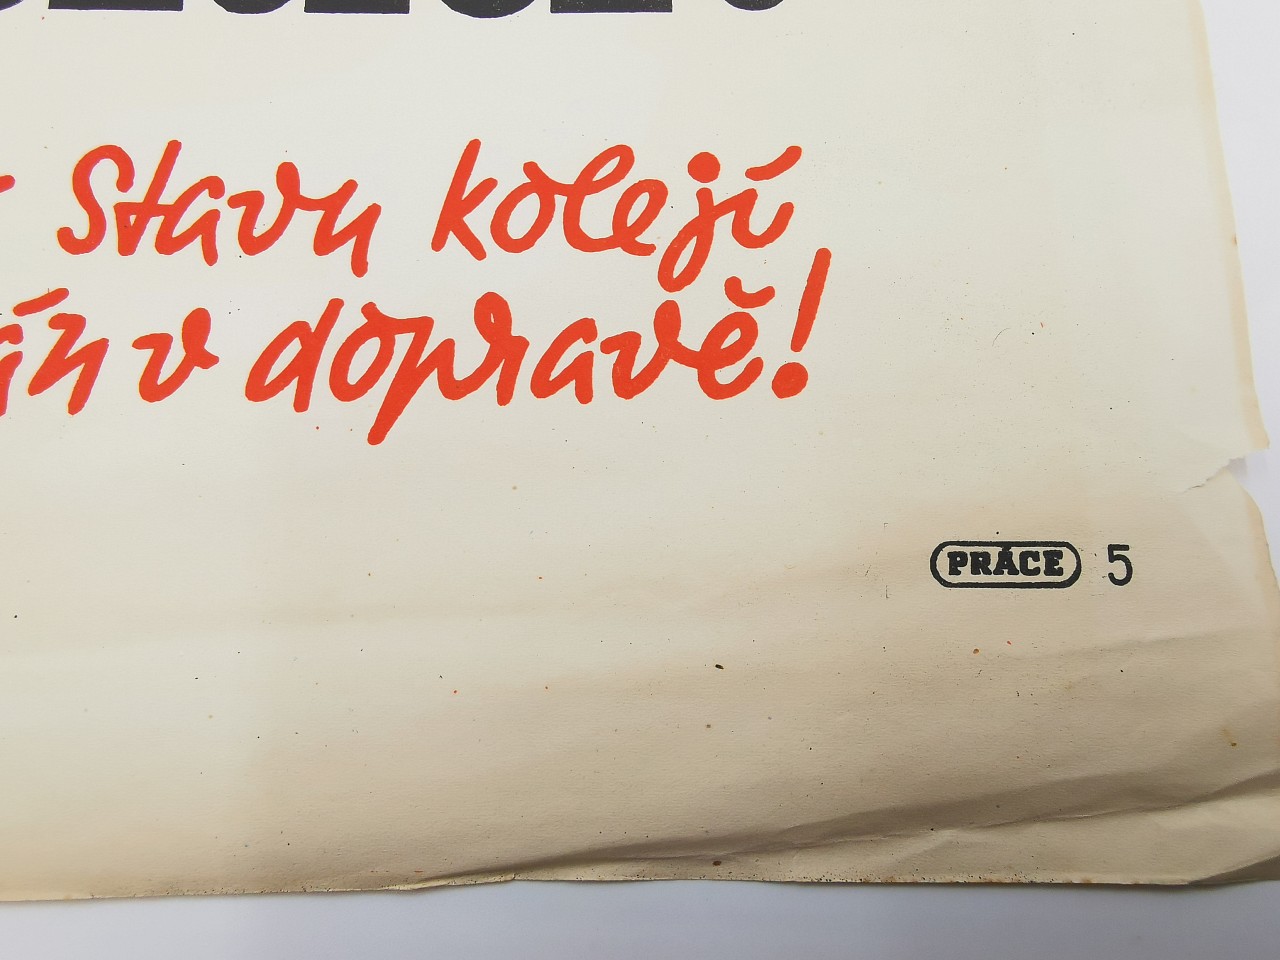 stavu kolejí
v dopravě!
PRÁCE 5